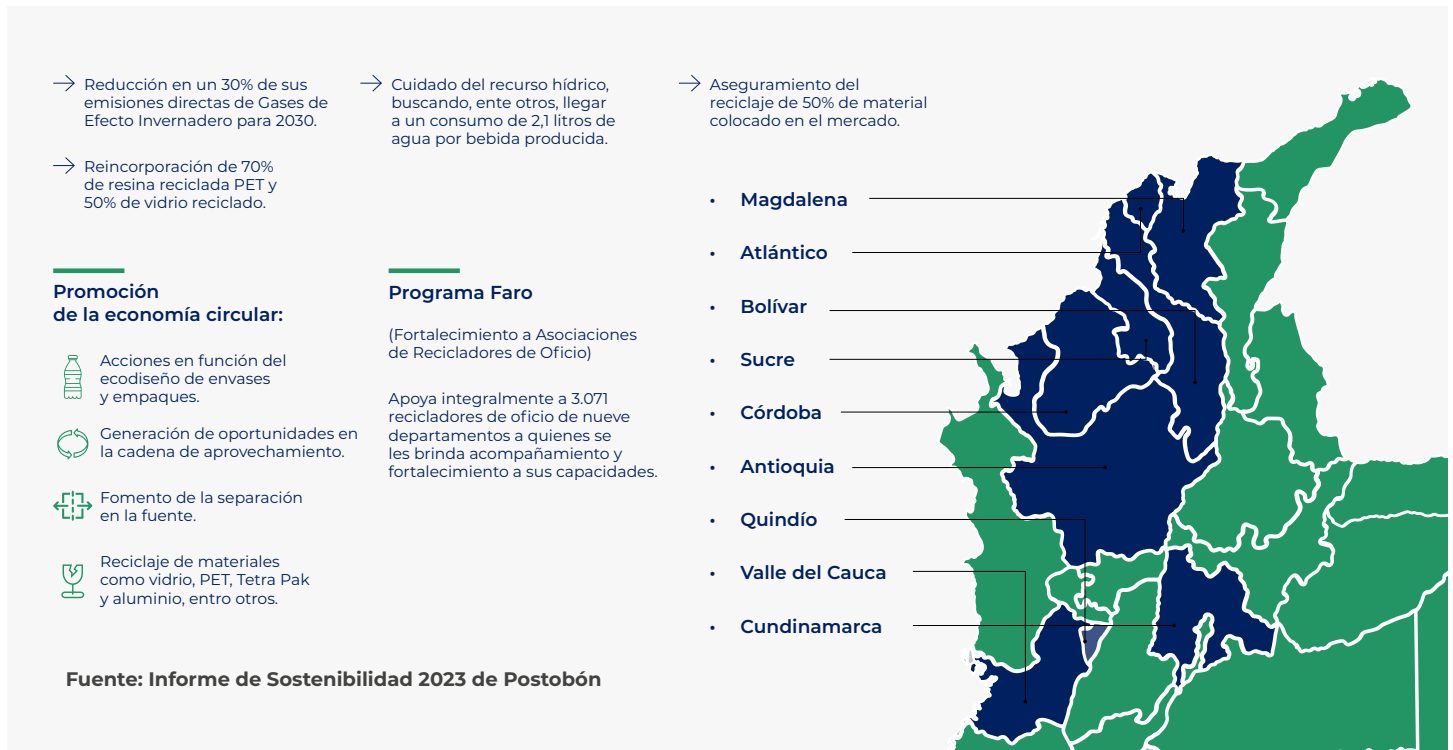 Reducción en un 30% de sus
emisiones directas de Gases de
Efecto Invernadero para 2030.
Reincorporación de 70%
de resina reciclada PET y
50% de vidrio reciclado.
Cuidado del recurso hídrico,
buscando, ente otros, llegar
a un consumo de 2,1 litros de
agua por bebida producida.
Aseguramiento del
reciclaje de 50% de material
colocado en el mercado.
Promoción
de la economía circular:
Acciones en función del
ecodiseño de envases
y empaques.
Generación de oportunidades en
la cadena de aprovechamiento.
Fomento de la separación
en la fuente.
Reciclaje de materiales
como vidrio, PET, Tetra Pak
y aluminio, entro otros.
Programa Faro
(Fortalecimiento a Asociaciones
de Recicladores de Oficio)
Apoya integralmente a 3.071
recicladores de oficio de nueve
departamentos a quienes se
les brinda acompañamiento y
fortalecimiento a sus capacidades.
• Magdalena
• Atlántico
• Bolívar
• Sucre
• Córdoba
• Antioquia
• Quindío
• Valle del Cauca
• Cundinamarca
Fuente: Informe de Sostenibilidad 2023 de Postobón